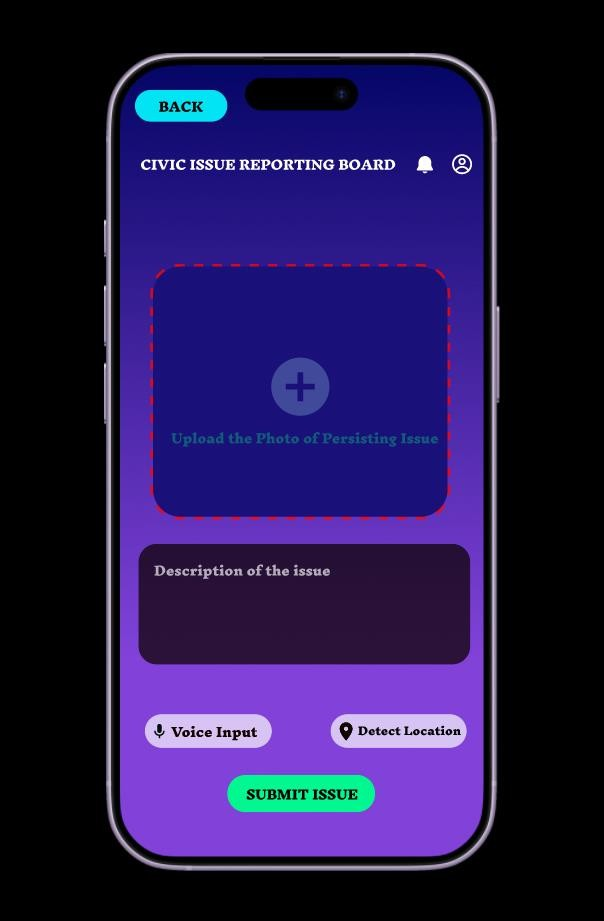 BACK
CIVIC ISSUE REPORTING BOARD
Upload the Photo of Persisting Issue
Description of the issue
Voice Input
Detect Location
SUBMIT ISSUE